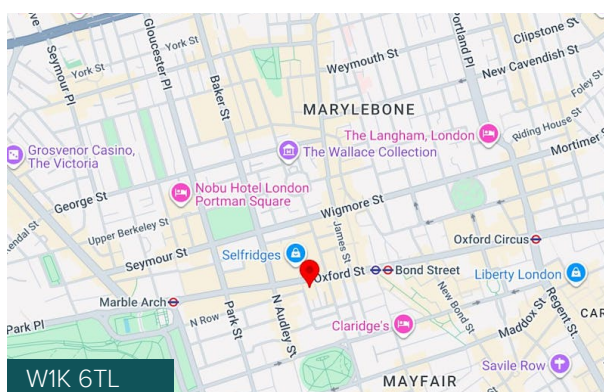 York St
Clipstone St
Gloucester Pl
Seymour Pl
York St
Weymouth St
Portland Pl
New Cavendish St
Baker St
Foley St
MARYLEBONE
The Langham, London
Riding House St
Grosvenor Casino,
The Victoria
The Wallace Collection
Mortimer
Nobu Hotel London
Portman Square
George St
Wigmore St
Kendal St
Upper Berkeley St
James St
Oxford Circus
Seymour St
Selfridges
Oxford St
Bond Street
Liberty London
Marble Arch
New Bond St
Park Pl
N Row
Park St
N Audley St
Claridge's
Maddox St
Regent St
CAR
Savile Row
MAYFAIR
W1K 6TL